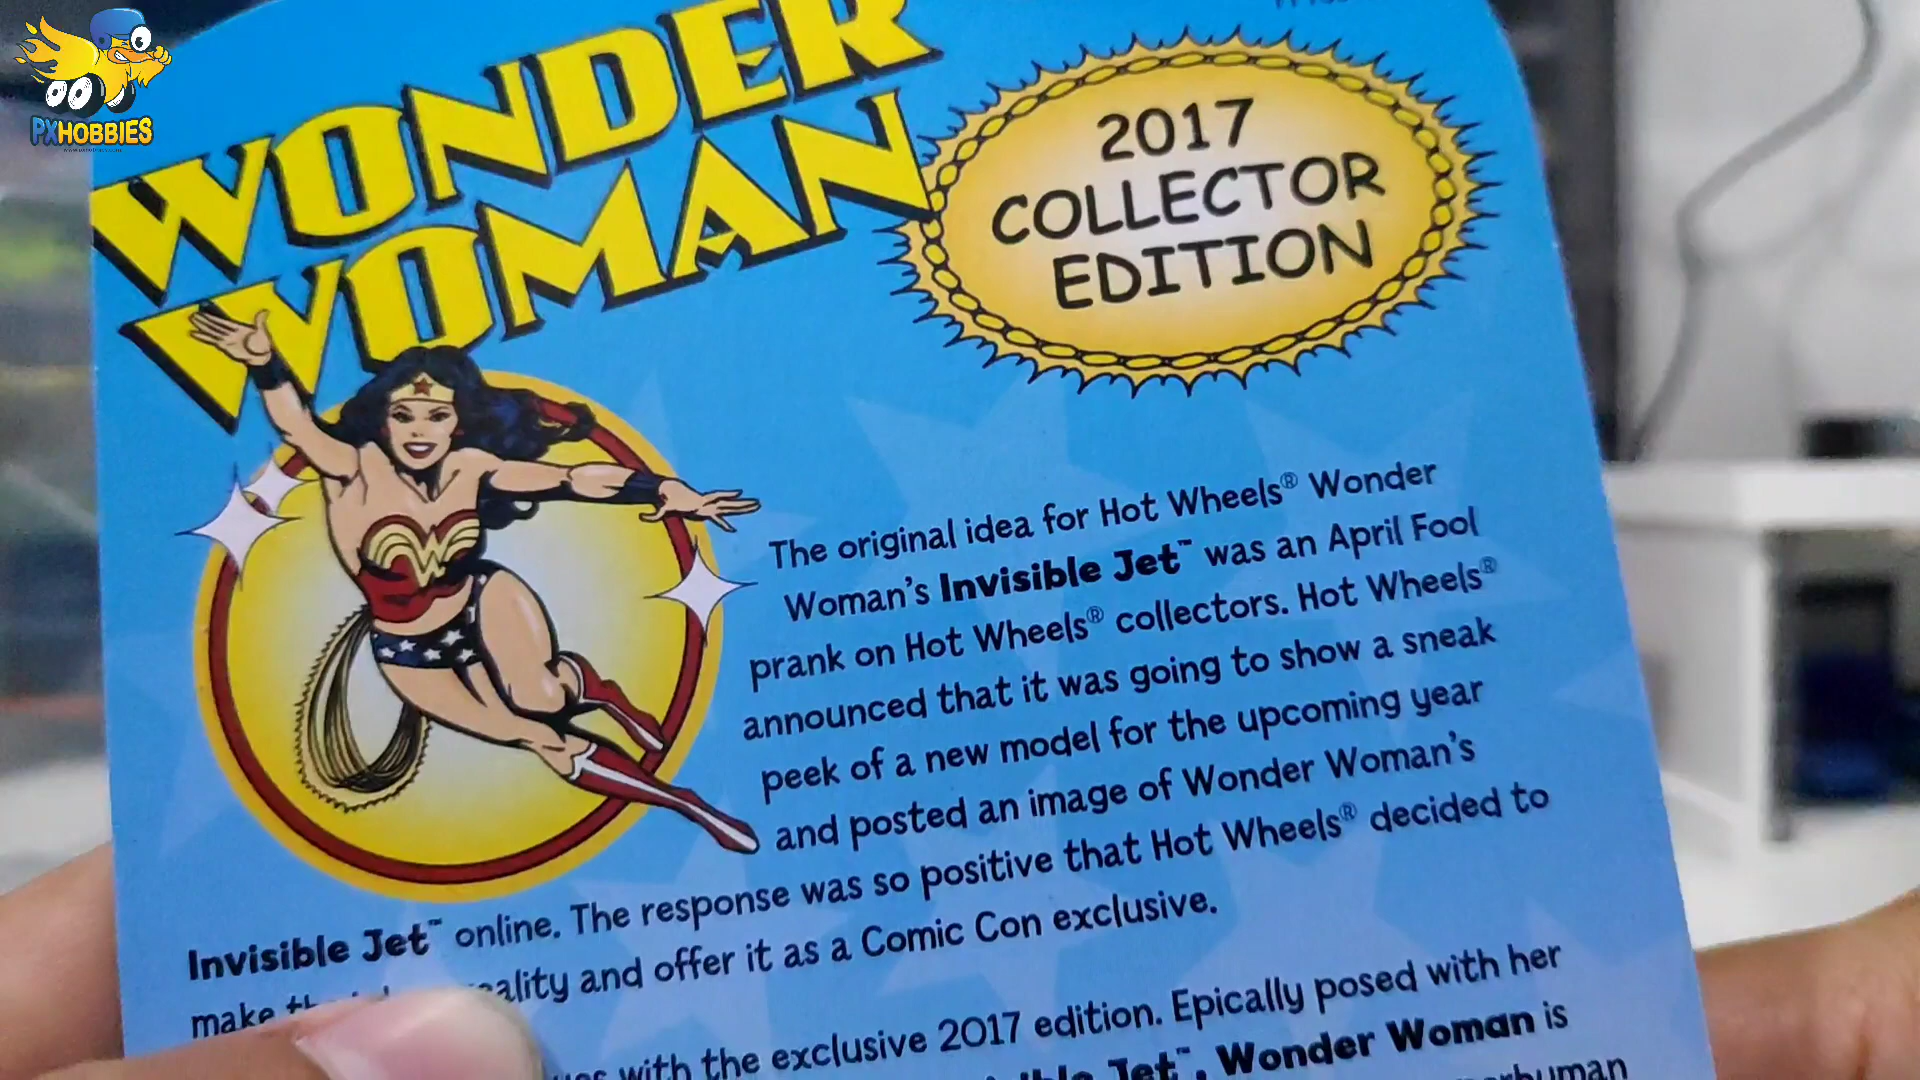 PXHOBBIES
WONDER
WOMAN
2017
COLLECTOR
EDITION
The original idea for Hot Wheels® Wonder
Woman's Invisible Jet™ was an April Fool
prank on Hot Wheels® collectors. Hot Wheels®
announced that it was going to show a sneak
peek of a new model for the upcoming year
and posted an image of Wonder Woman's
Invisible Jet™ online. The response was so positive that Hot Wheels® decided to
make and offer it as a Comic Con exclusive.
with the exclusive 2017 edition. Epically posed with her
Jet™, Wonder Woman is